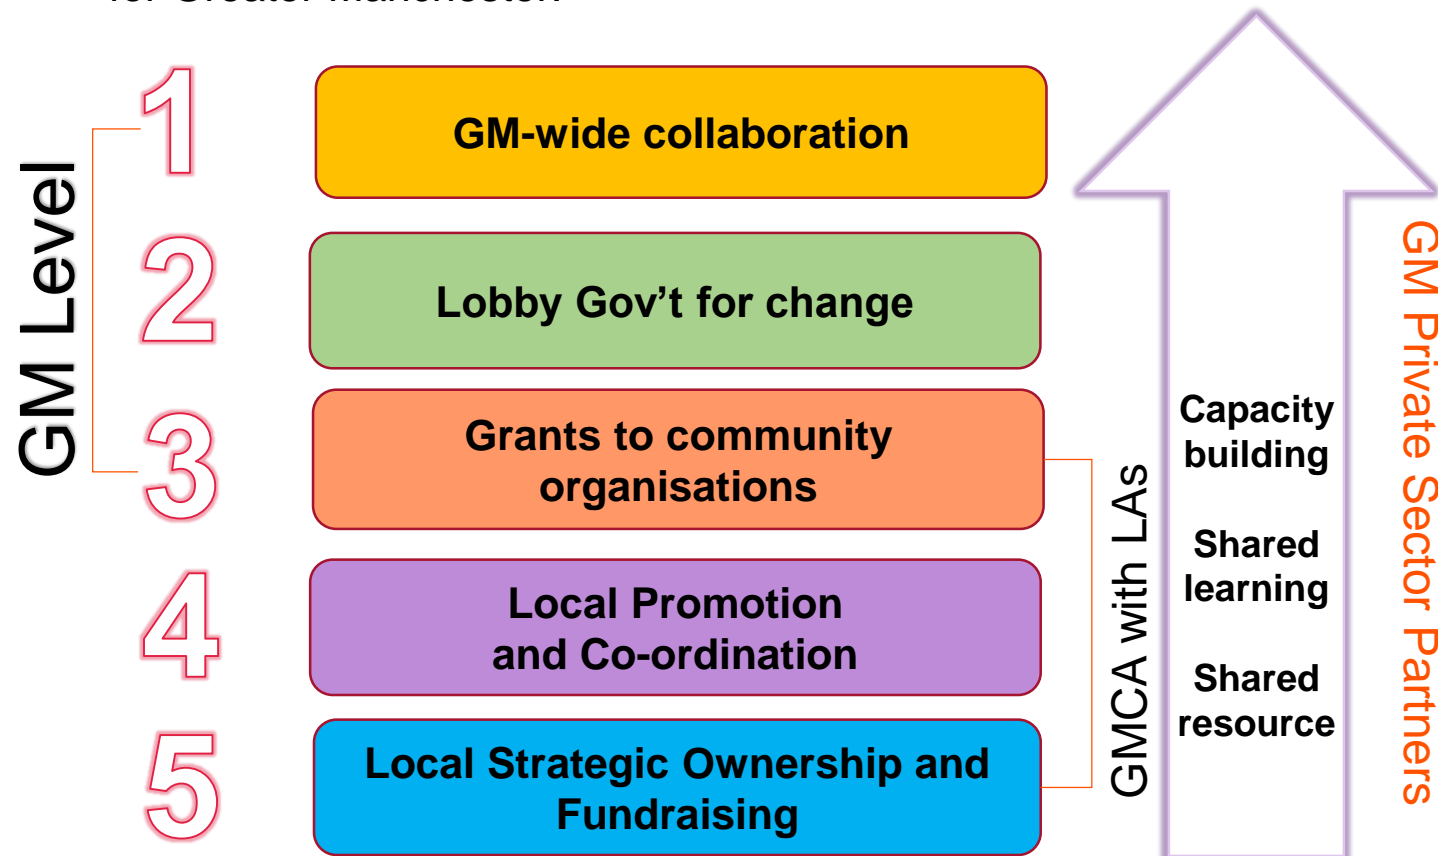 for Greater Manchester.
GM Level
1
GM-wide collaboration
2
Lobby Gov’t for change
3
Grants to community
organisations
4
Local Promotion
and Co-ordination
5
Local Strategic Ownership and
Fundraising
GMCA with LAs
Capacity
building
Shared
learning
Shared
resource
GM Private Sector Partners